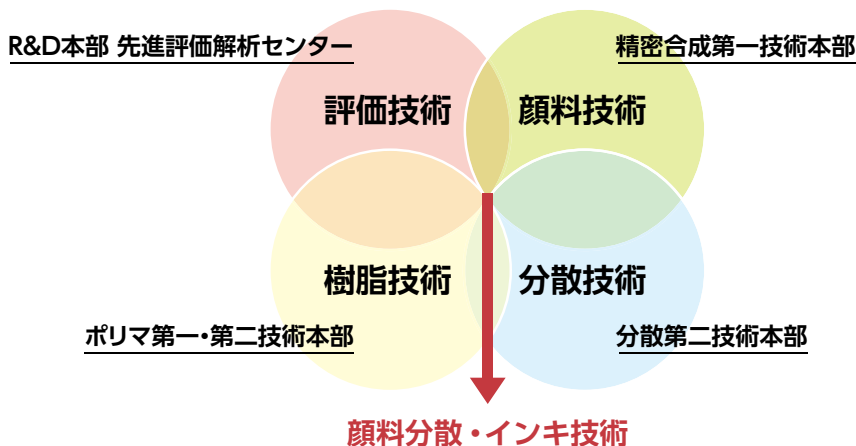 R&D本部 先進評価解析センター
精密合成第一技術本部
評価技術
顔料技術
樹脂技術
分散技術
ポリマ第一・第二技術本部
分散第二技術本部
顔料分散・インキ技術